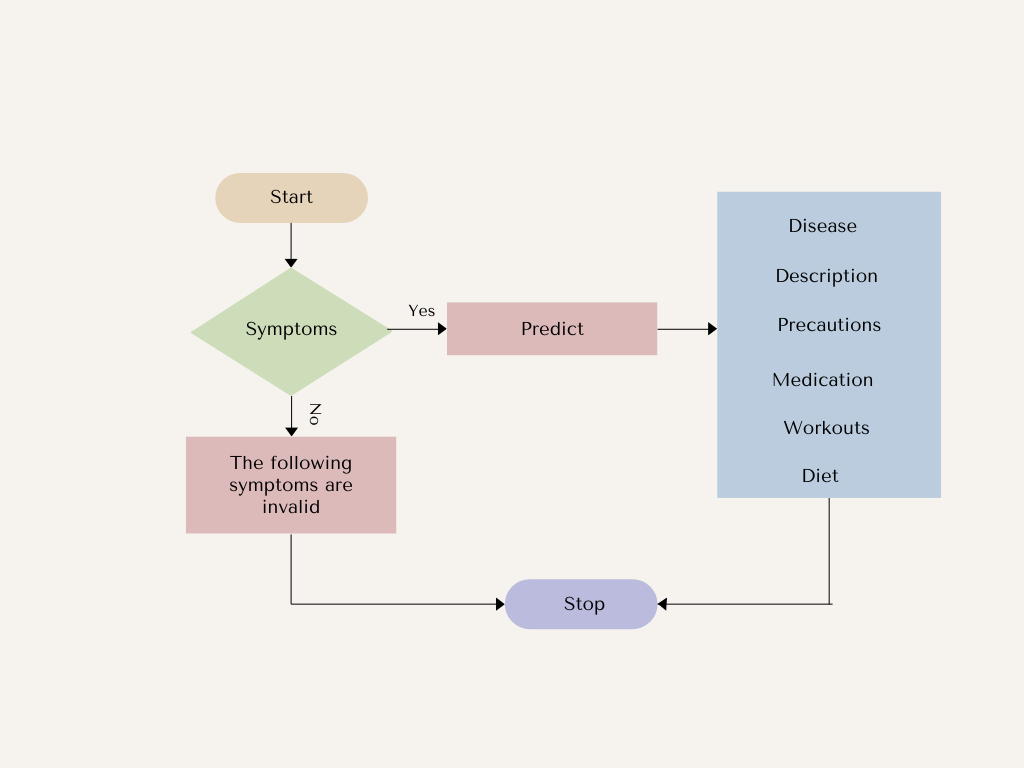 Start
Symptoms
Yes
Predict
No
The following
symptoms are
invalid
Disease
Description
Precautions
Medication
Workouts
Diet
Stop